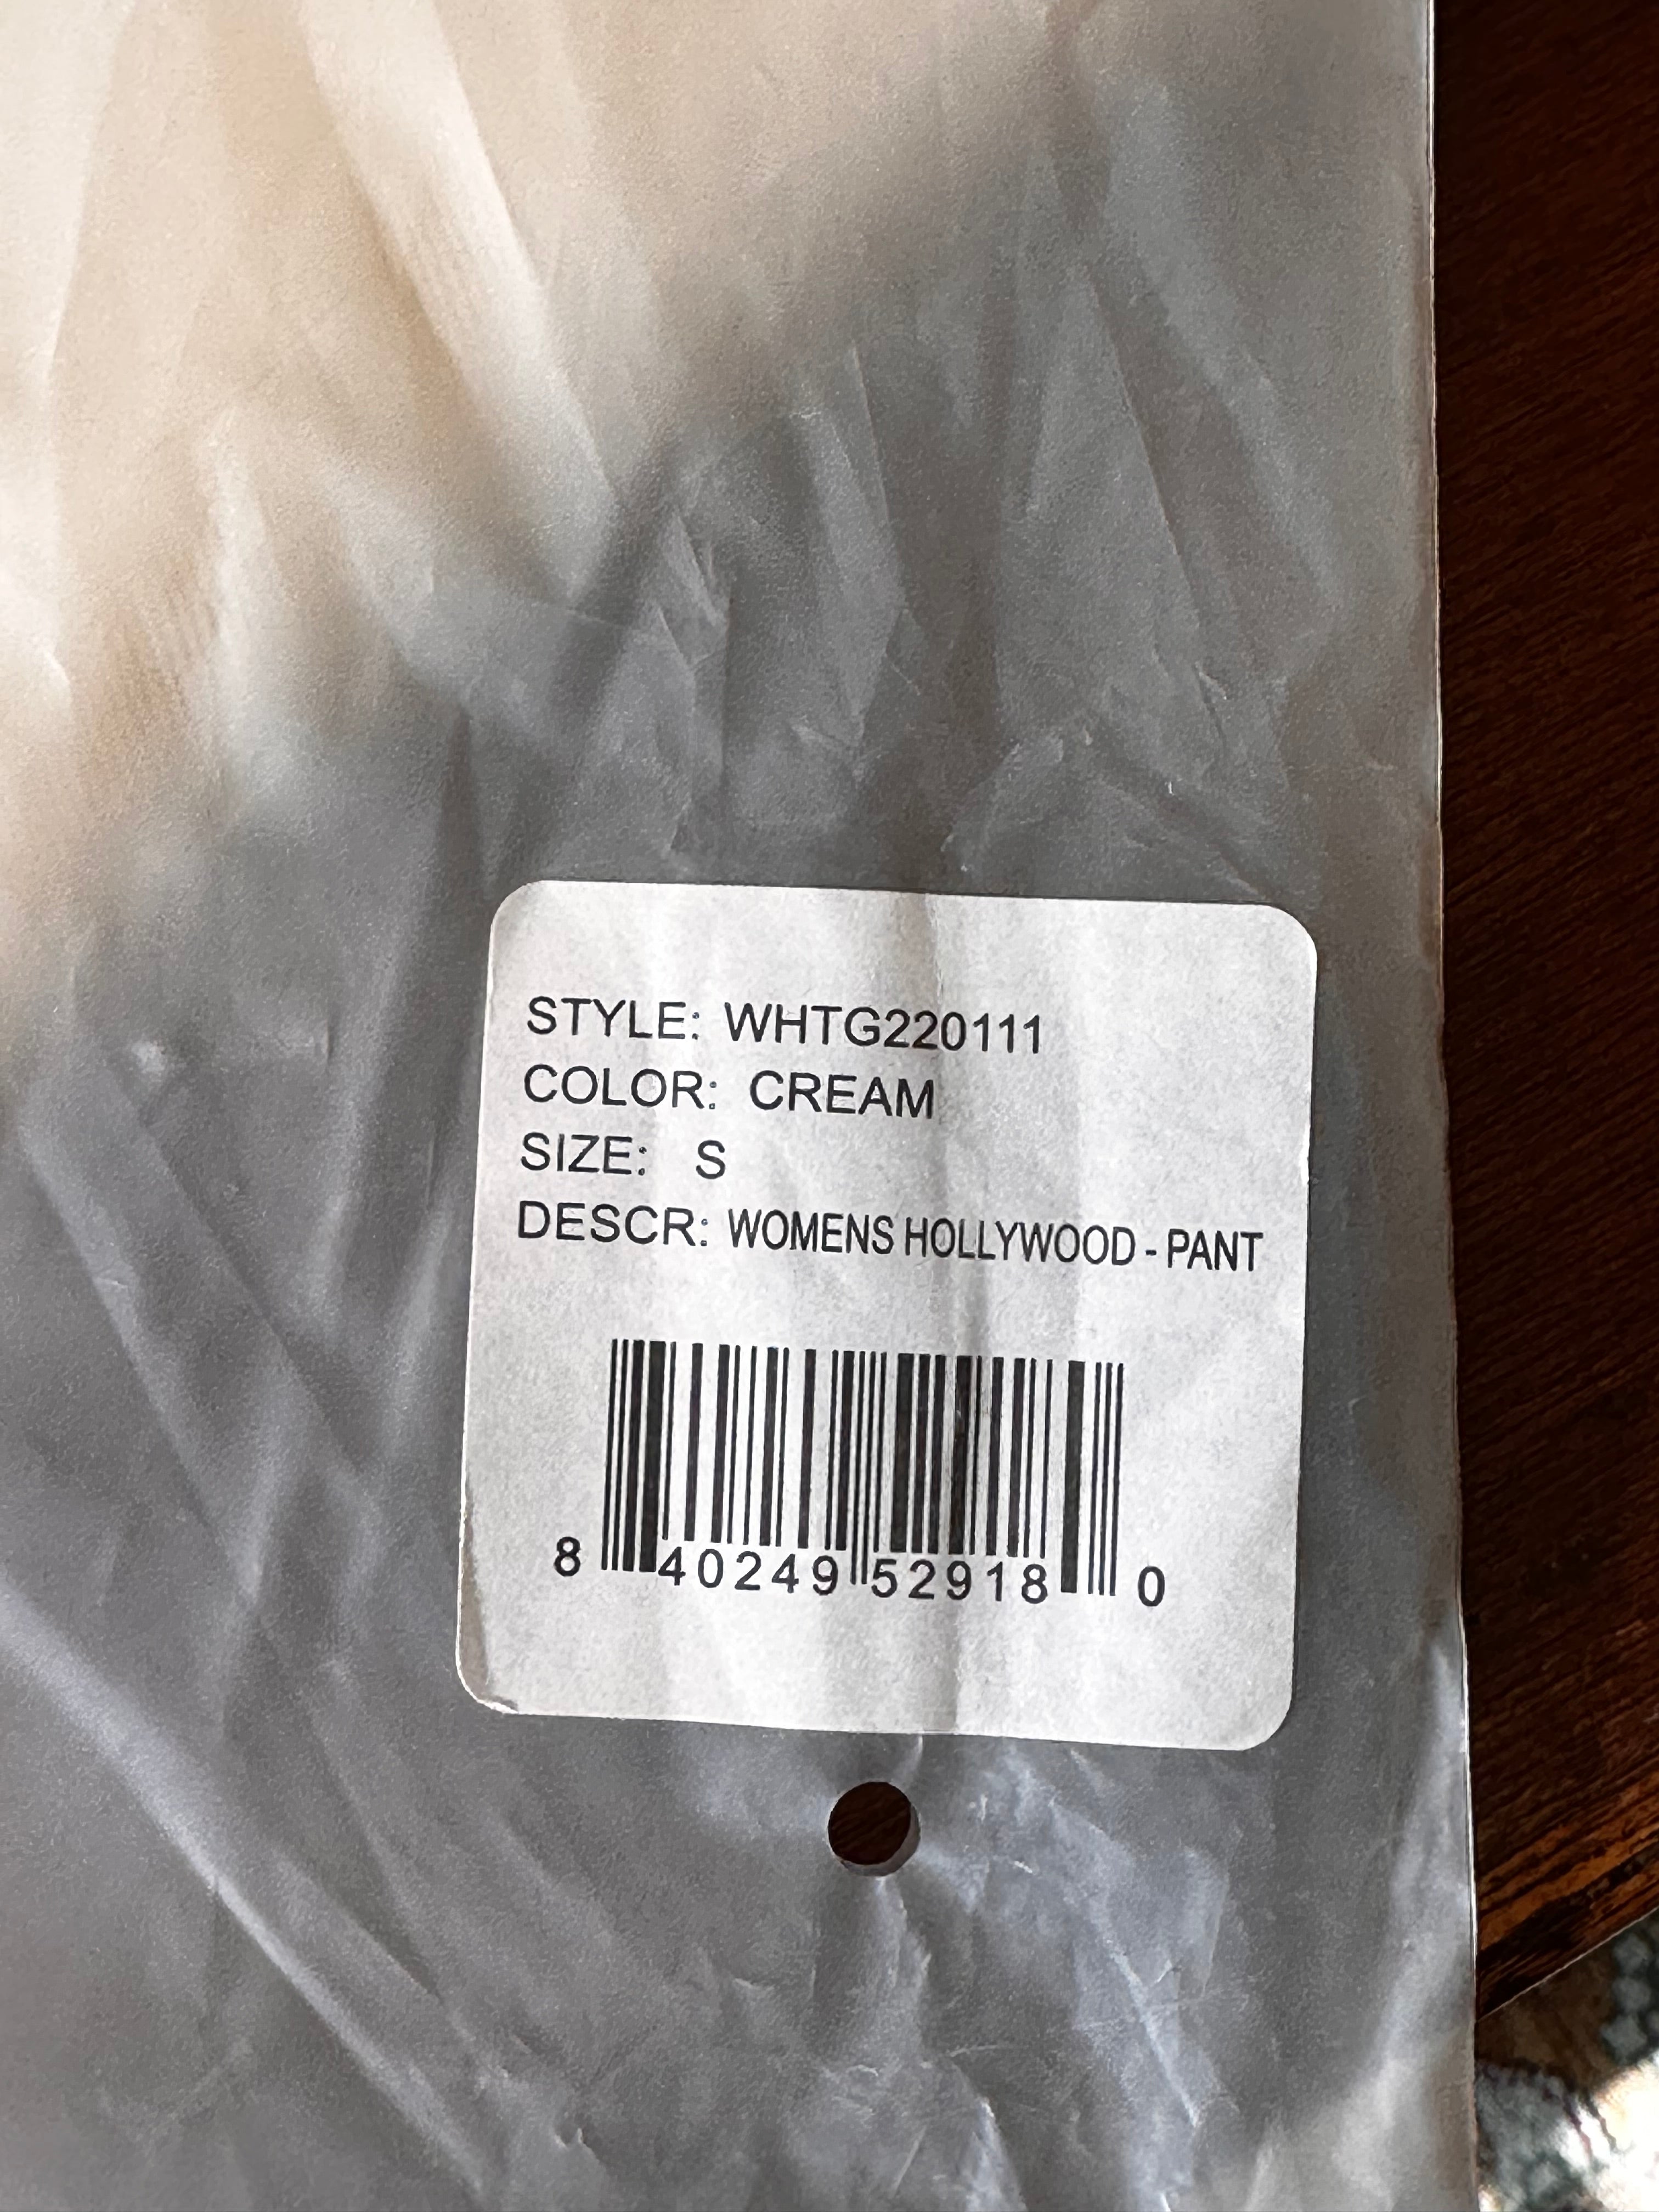 STYLE: WHTG220111
COLOR: CREAM
SIZE: S
DESCR: WOMENS HOLLYWOOD - PANT
8 40249 52918 0